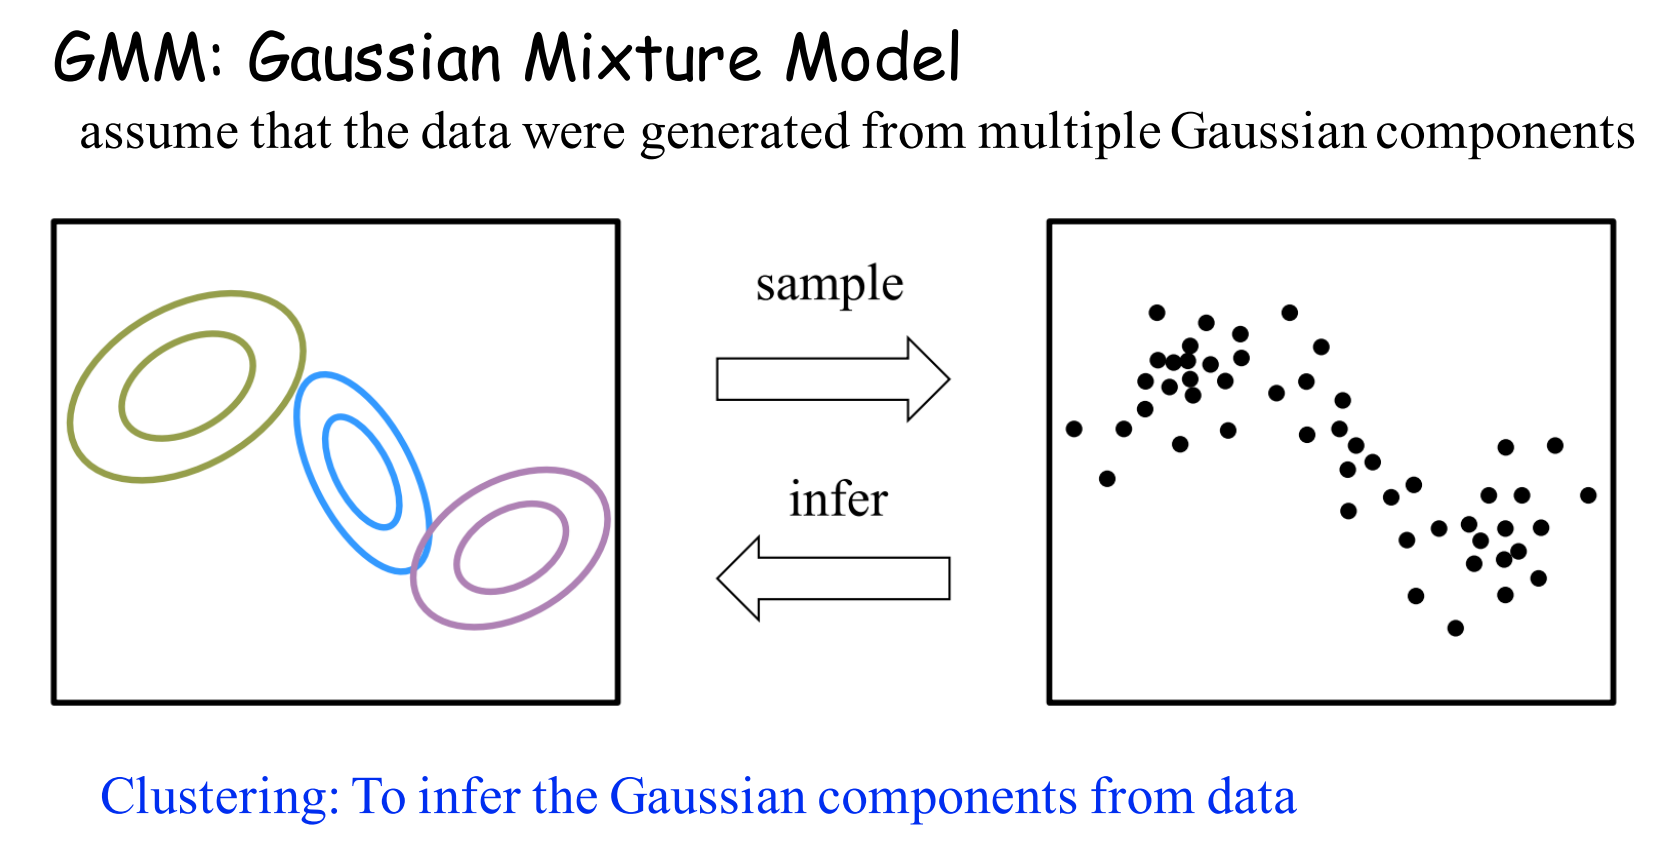 GMM: Gaussian Mixture Model
assume that the data were generated from multiple Gaussian components
sample
infer
Clustering: To infer the Gaussian components from data